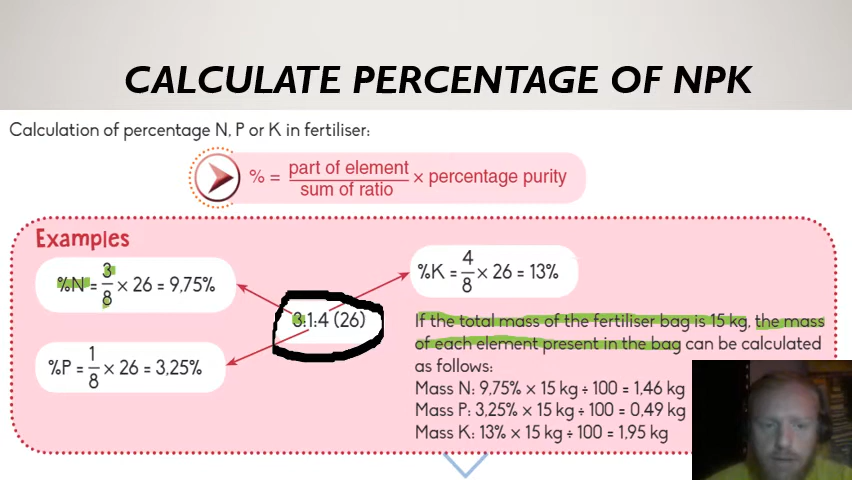 CALCULATE PERCENTAGE OF NPK
Calculation of percentage N, P or K in fertiliser:
% = part of element / sum of ratio × percentage purity
Examples
%N = 3/8 × 26 = 9,75%
%K = 4/8 × 26 = 13%
3:1:4 (26)
%P = 1/8 × 26 = 3,25%
If the total mass of the fertiliser bag is 15 kg, the mass
of each element present in the bag can be calculated
as follows:
Mass N: 9,75% × 15 kg ÷ 100 = 1,46 kg
Mass P: 3,25% × 15 kg ÷ 100 = 0,49 kg
Mass K: 13% × 15 kg ÷ 100 = 1,95 kg